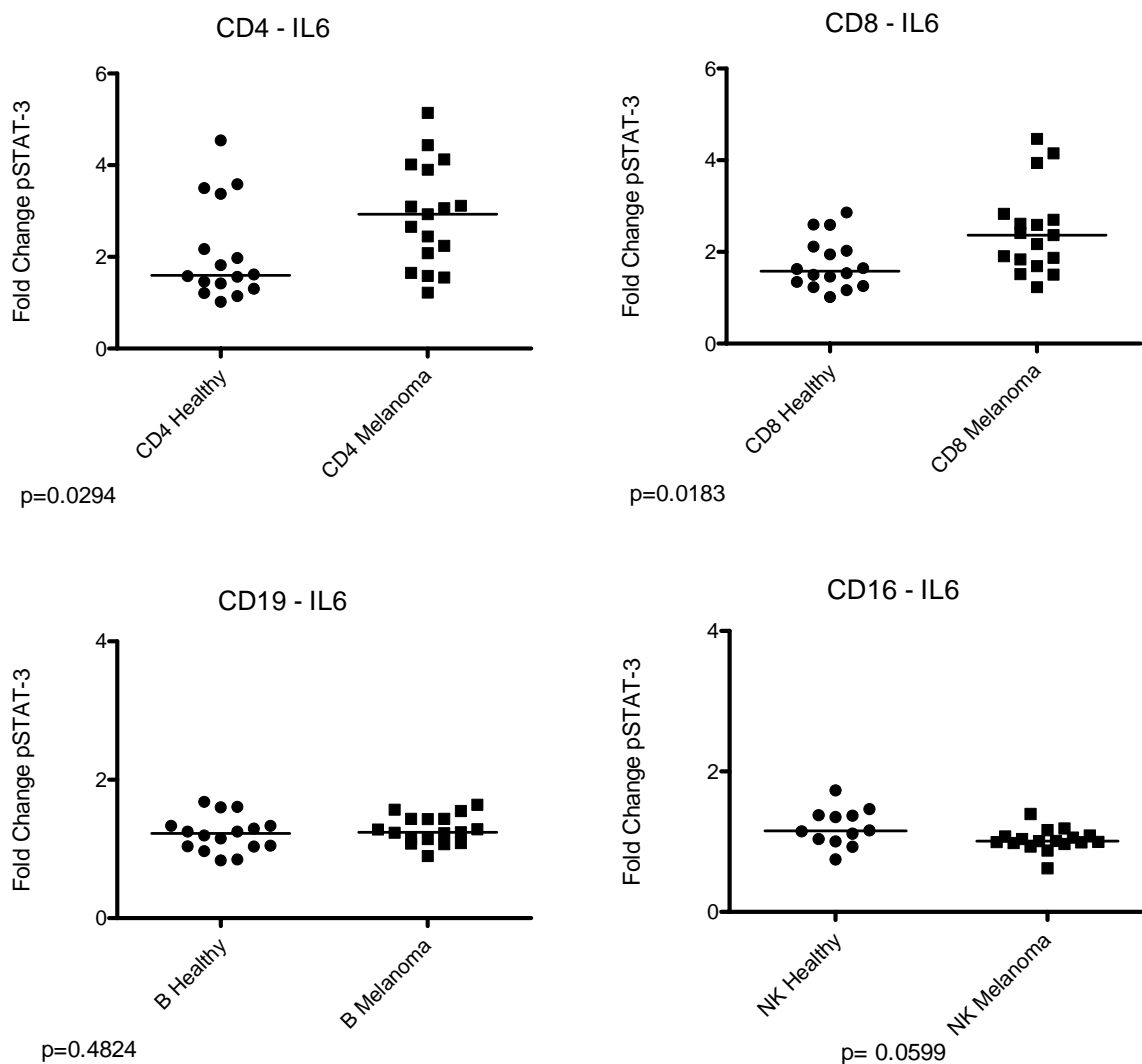 CD4 - IL6
Fold Change pSTAT-3
6
4
2
0
CD4 Healthy
CD4 Melanoma
p=0.0294
CD8 - IL6
Fold Change pSTAT-3
6
4
2
0
CD8 Healthy
CD8 Melanoma
p=0.0183
CD19 - IL6
Fold Change pSTAT-3
4
2
0
B Healthy
B Melanoma
p=0.4824
CD16 - IL6
Fold Change pSTAT-3
4
2
0
NK Healthy
NK Melanoma
p= 0.0599